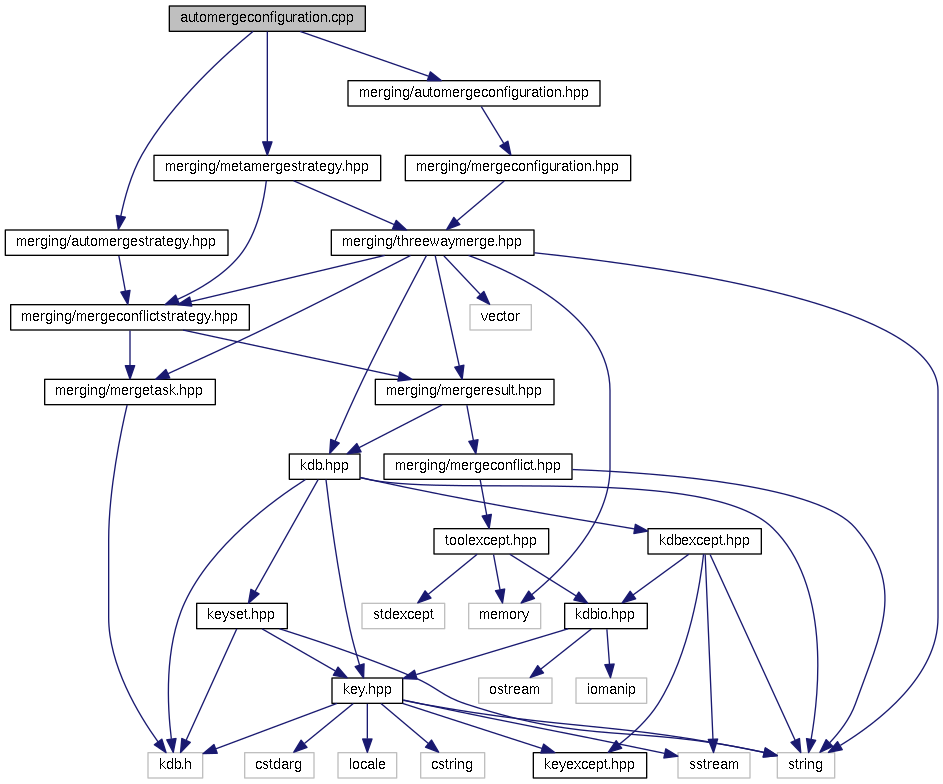 automergeconfiguration.cpp
merging/automergeconfiguration.hpp
merging/metamergestrategy.hpp
merging/mergeconfiguration.hpp
merging/automergestrategy.hpp
merging/threewaymerge.hpp
merging/mergeconflictstrategy.hpp
vector
merging/mergetask.hpp
merging/mergeresult.hpp
kdb.hpp
merging/mergeconflict.hpp
toolexcept.hpp
kdbexcept.hpp
keyset.hpp
stdexcept
memory
kdbio.hpp
key.hpp
ostream
iomanip
kdb.h
cstdarg
locale
cstring
keyexcept.hpp
sstream
string